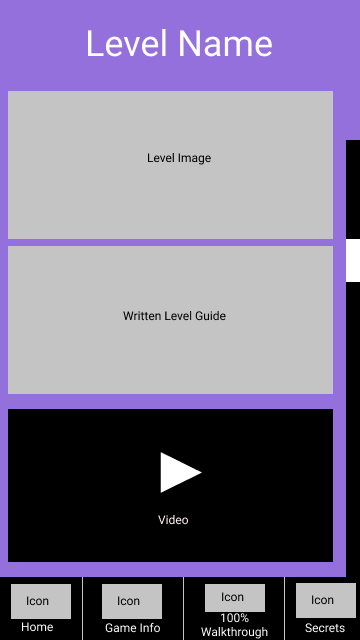 Level Name
Level Image
Written Level Guide
Video
Icon
Home
Icon
Game Info
Icon
100%
Walkthrough
Icon
Secrets